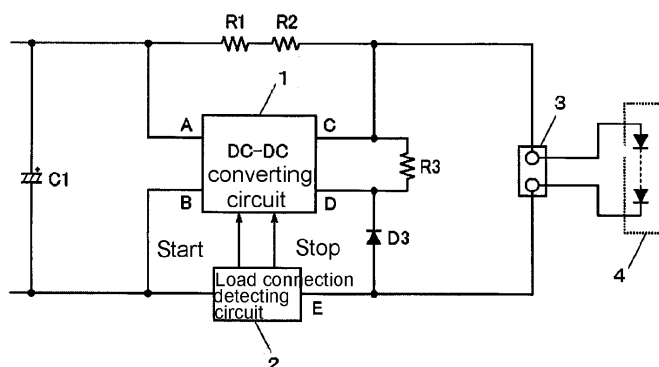 R1 R2
1
3
A C
DC-DC
converting
circuit
R3
C1
B D
Start Stop
D3
4
Load connection
detecting
circuit
E
2